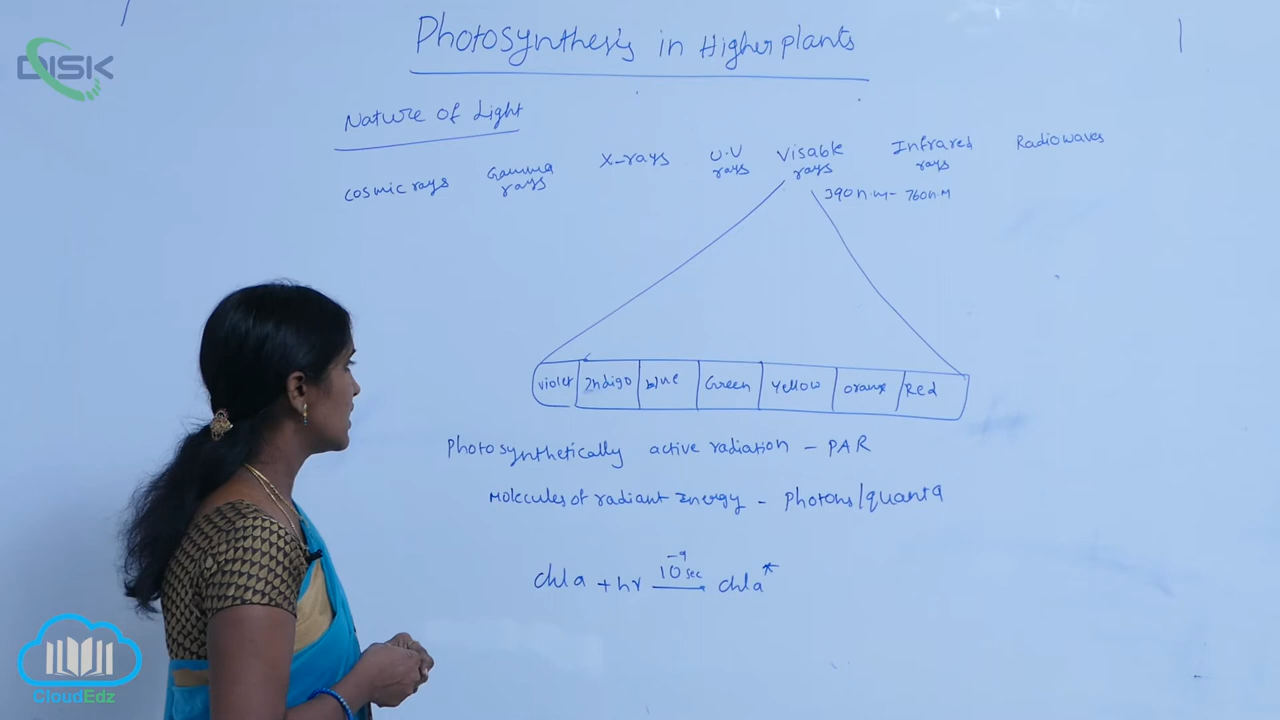 DISK
Photosynthesis in Higher plants
Nature of Light
cosmic rays Gamma rays X-rays U.V rays Visable rays Infrared rays Radiowaves
390n.m- 760nM
violet Indigo blue Green Yellow orange Red
Photosynthetically active radiation - PAR
Molecules of radiant Energy - Photons/quanta
chla + hν 10⁻⁹ sec chla*
CloudEdz